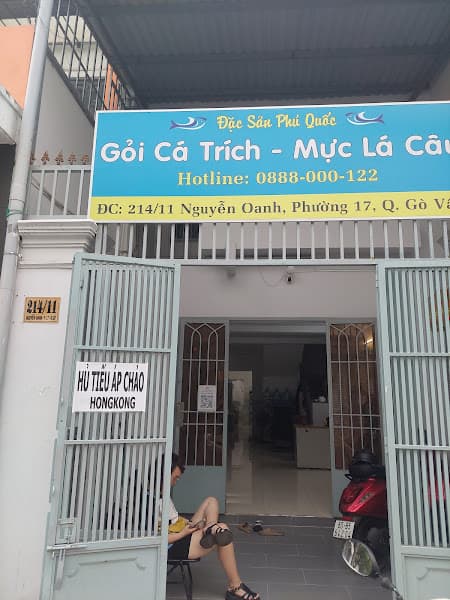 Đặc Sản Phú Quốc
Gỏi Cá Trích - Mực Lá Câu
Hotline: 0888-000-122
ĐC: 214/11 Nguyễn Oanh, Phường 17, Q. Gò Vấ
214/11
HỦ TIẾU ÁP CHẢO
HONGKONG